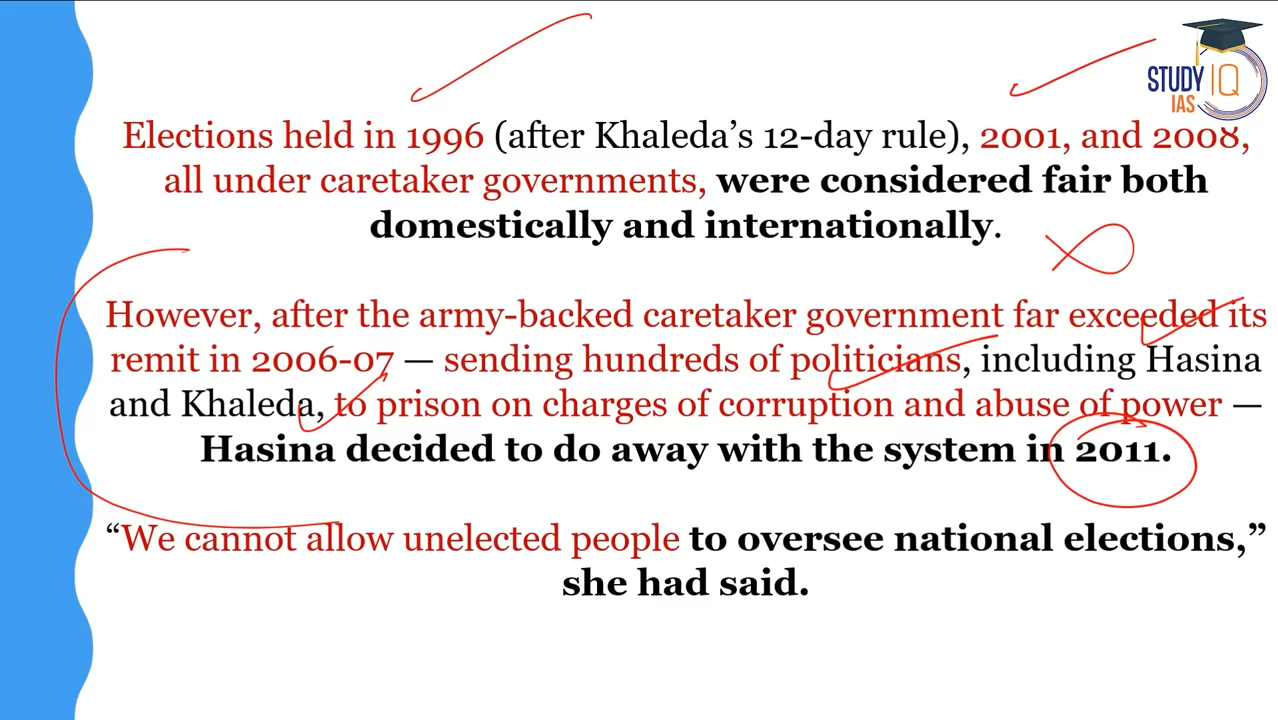 STUDY IQ
IAS
Elections held in 1996 (after Khaleda’s 12-day rule), 2001, and 2008,
all under caretaker governments, were considered fair both
domestically and internationally.
However, after the army-backed caretaker government far exceeded its
remit in 2006-07 — sending hundreds of politicians, including Hasina
and Khaleda, to prison on charges of corruption and abuse of power —
Hasina decided to do away with the system in 2011.
“We cannot allow unelected people to oversee national elections,”
she had said.